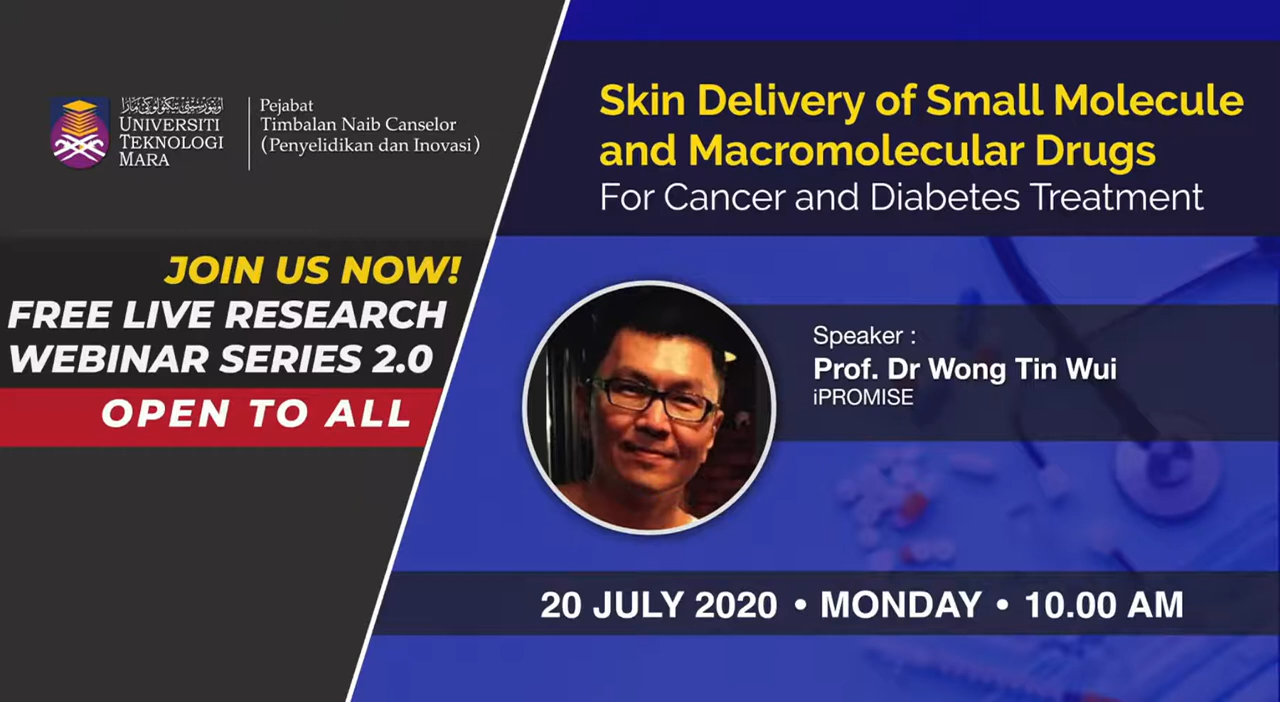 UNIVERSITI
TEKNOLOGI
MARA
Pejabat
Timbalan Naib Canselor
(Penyelidikan dan Inovasi)
JOIN US NOW!
FREE LIVE RESEARCH
WEBINAR SERIES 2.0
OPEN TO ALL
Skin Delivery of Small Molecule
and Macromolecular Drugs
For Cancer and Diabetes Treatment
Speaker :
Prof. Dr Wong Tin Wui
iPROMISE
20 JULY 2020 • MONDAY • 10.00 AM